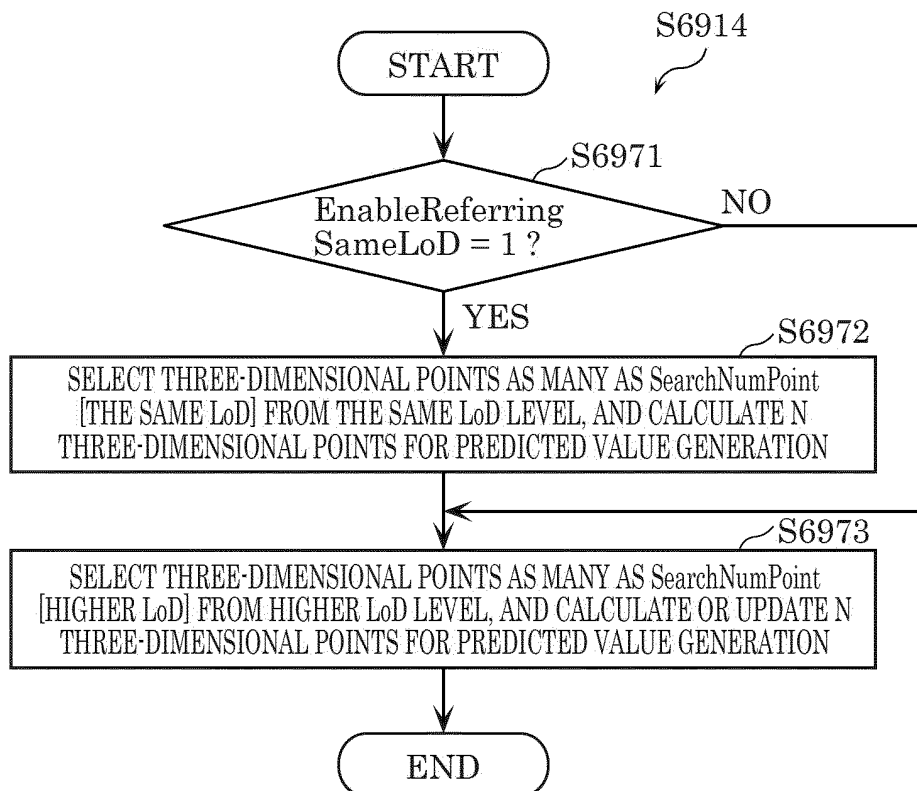 S6914
START
S6971
EnableReferring
SameLoD = 1 ?
NO
YES
S6972
SELECT THREE-DIMENSIONAL POINTS AS MANY AS SearchNumPoint
[THE SAME LoD] FROM THE SAME LoD LEVEL, AND CALCULATE N
THREE-DIMENSIONAL POINTS FOR PREDICTED VALUE GENERATION
S6973
SELECT THREE-DIMENSIONAL POINTS AS MANY AS SearchNumPoint
[HIGHER LoD] FROM HIGHER LoD LEVEL, AND CALCULATE OR UPDATE N
THREE-DIMENSIONAL POINTS FOR PREDICTED VALUE GENERATION
END